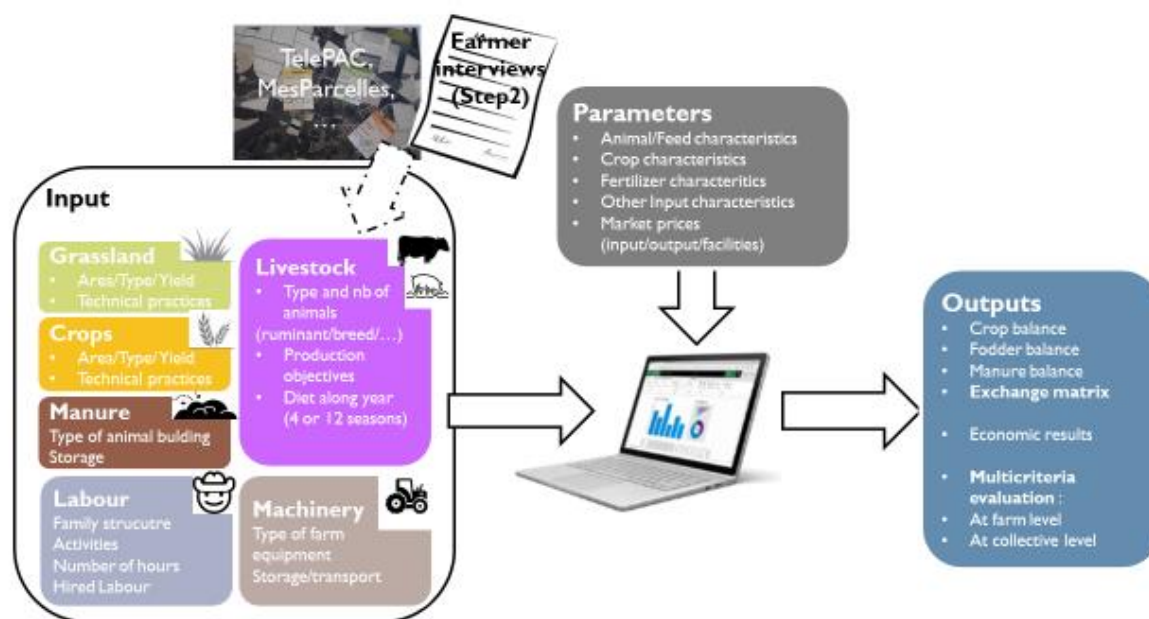 TelePAC,
MesParcelles,
...
Farmer
interviews
(Step2)
Parameters
• Animal/Feed characteristics
• Crop characteristics
• Fertilizer characteritics
• Other Input characteristics
• Market prices
(input/output/facilities)
Input
Grassland
• Area/Type/Yield
• Technical practices
Crops
• Area/Type/Yield
• Technical practices
Manure
Type of animal bulding
Storage
Livestock
• Type and nb of
animals
(ruminant/breed/...)
• Production
objectives
• Diet along year
(4 or 12 seasons)
Labour
Family strucutre
Activities
Number of hours
Hired Labour
Machinery
Type of farm
equipment
Storage/transport
Outputs
• Crop balance
• Fodder balance
• Manure balance
• Exchange matrix
• Economic results
• Multicriteria
evaluation :
• At farm level
• At collective level